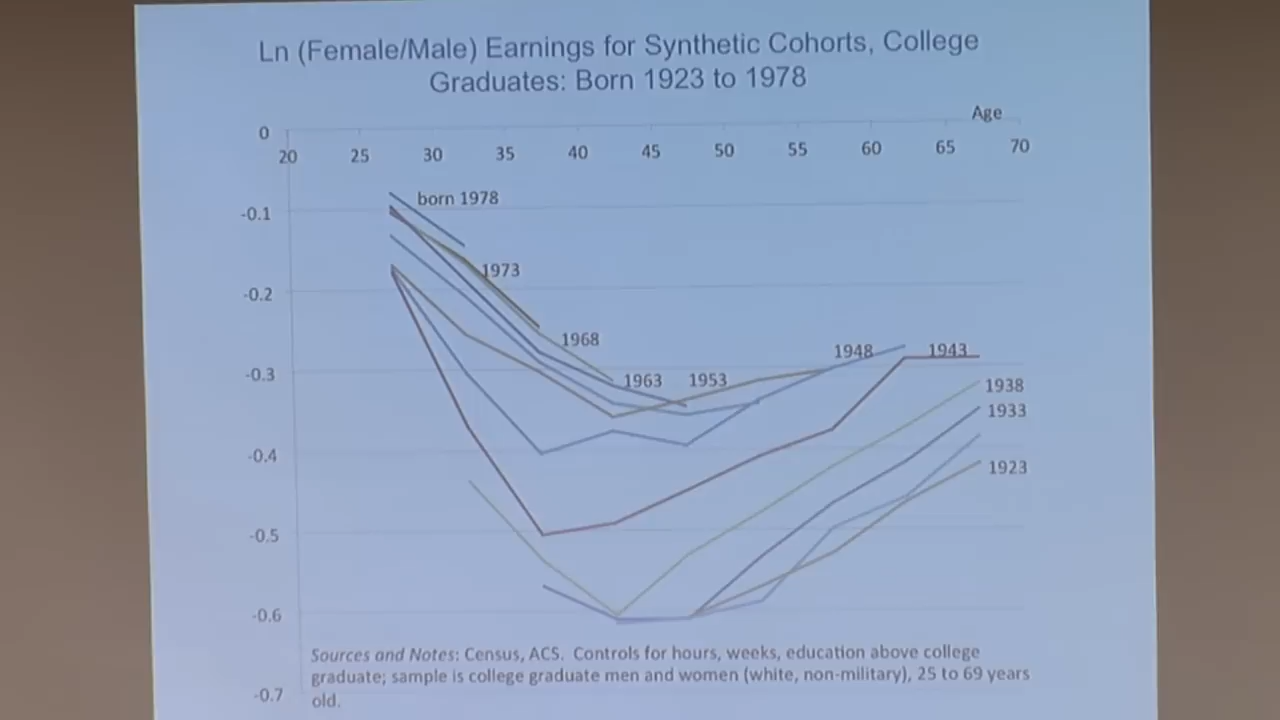 Ln (Female/Male) Earnings for Synthetic Cohorts, College
Graduates: Born 1923 to 1978
Age
0
20 25 30 35 40 45 50 55 60 65 70
born 1978
-0.1
1973
-0.2
1968
1948 1943
-0.3
1963 1953
1938
1933
-0.4
1923
-0.5
-0.6
Sources and Notes: Census, ACS. Controls for hours, weeks, education above college
graduate; sample is college graduate men and women (white, non-military), 25 to 69 years
old.
-0.7